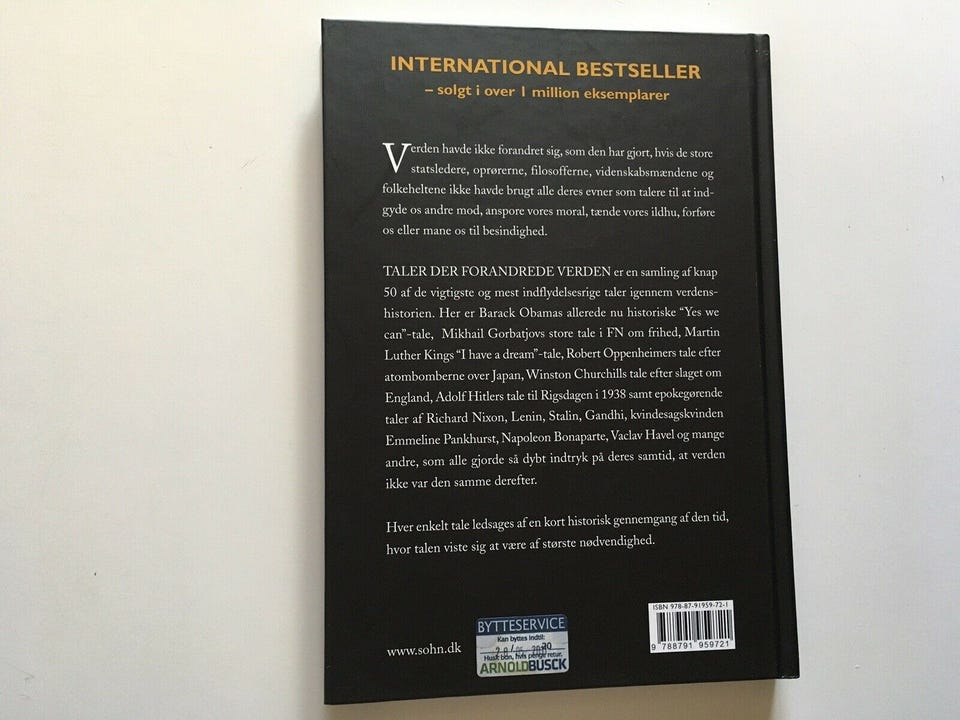 INTERNATIONAL BESTSELLER
– solgt i over 1 million eksemplarer
Verden havde ikke forandret sig, som den har gjort, hvis de store
statsledere, oprørerne, filosofferne, videnskabsmændene og
folkeheltene ikke havde brugt alle deres evner som talere til at ind-
gyde os andre mod, anspore vores moral, tænde vores ildhu, forføre
os eller mane os til besindighed.
TALER DER FORANDREDE VERDEN er en samling af knap
50 af de vigtigste og mest indflydelsesrige taler igennem verdens-
historien. Her er Barack Obamas allerede nu historiske “Yes we
can”-tale, Mikhail Gorbatjovs store tale i FN om frihed, Martin
Luther Kings “I have a dream”-tale, Robert Oppenheimers tale efter
atombomberne over Japan, Winston Churchills tale efter slaget om
England, Adolf Hitlers tale til Rigsdagen i 1938 samt epokegørende
taler af Richard Nixon, Lenin, Stalin, Gandhi, kvindesagskvinden
Emmeline Pankhurst, Napoleon Bonaparte, Vaclav Havel og mange
andre, som alle gjorde så dybt indtryk på deres samtid, at verden
ikke var den samme derefter.
Hver enkelt tale ledsages af en kort historisk gennemgang af den tid,
hvor talen viste sig at være af største nødvendighed.
ISBN 978-87-91959-72-1
9 788791 959721
www.sohn.dk
BYTTESERVICE
Kan byttes indtil:
Husk bon, hvis penge retur.
ARNOLDBUSCK